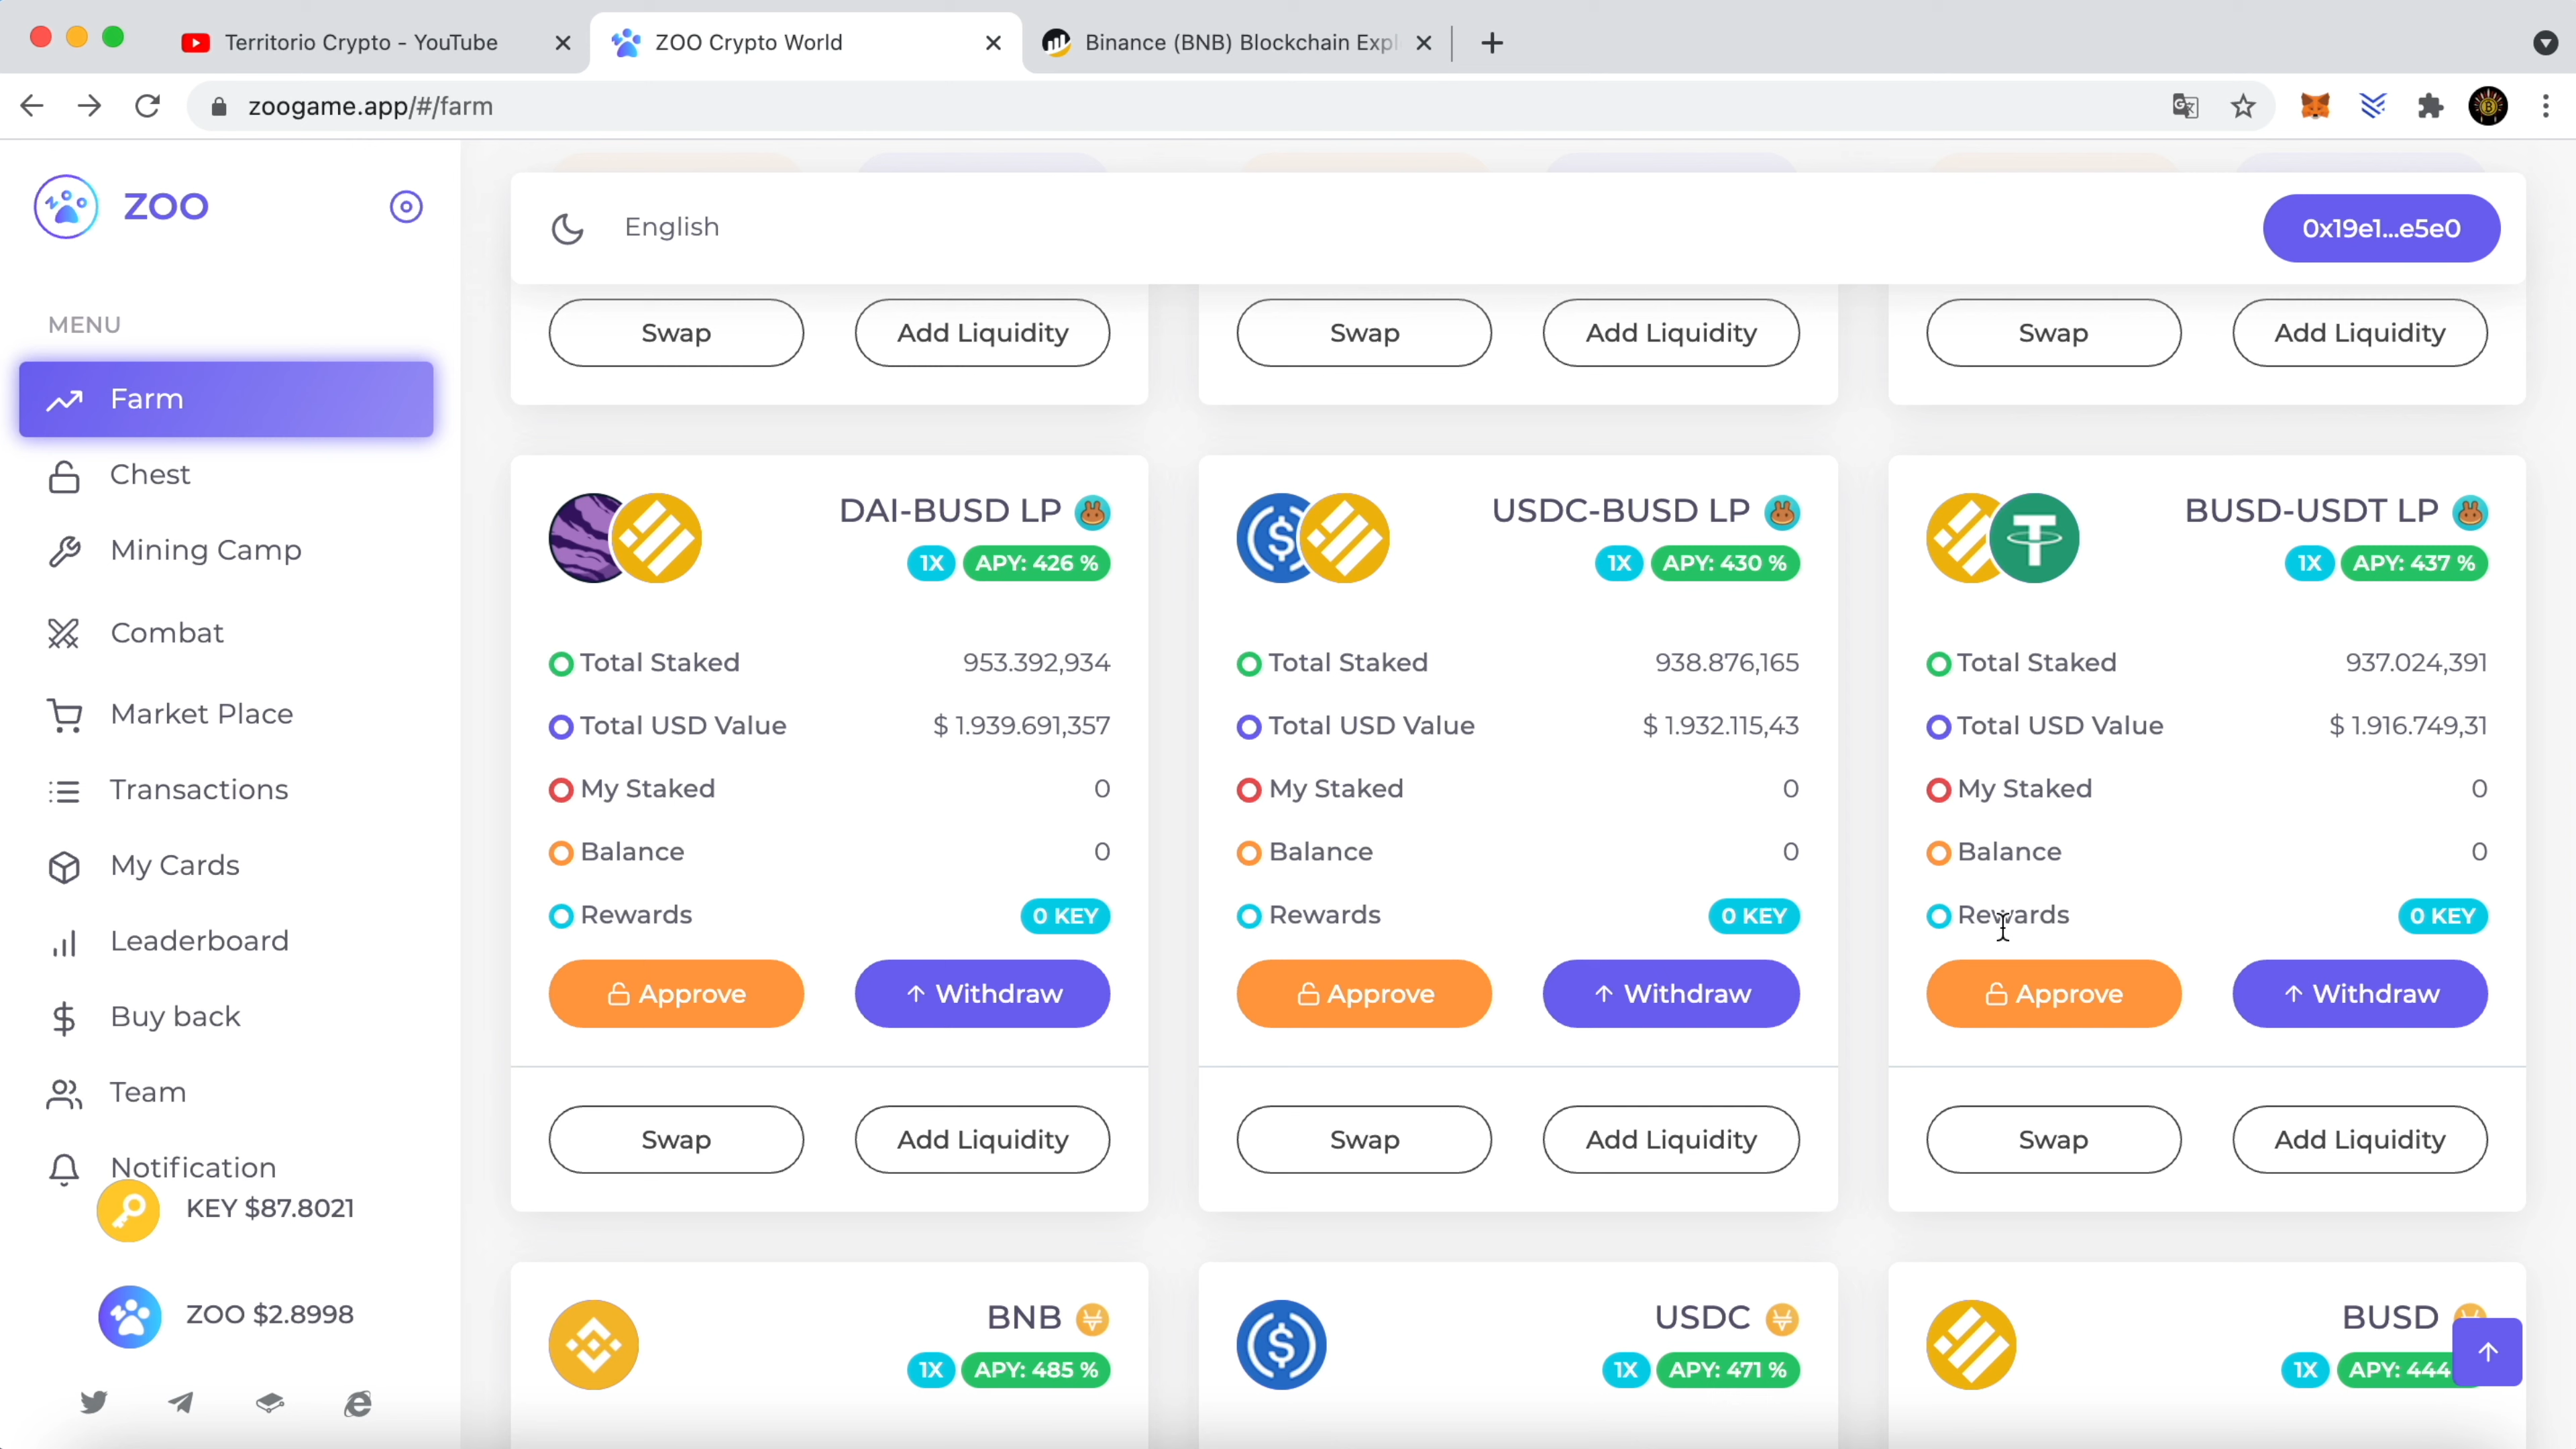 Territorio Crypto - YouTube
ZOO Crypto World
Binance (BNB) Blockchain Expl
zoogame.app/#/farm
ZOO
English
0x19e1...e5e0
MENU
Farm
Chest
Mining Camp
Combat
Market Place
Transactions
My Cards
Leaderboard
Buy back
Team
Notification
KEY $87.8021
ZOO $2.8998
Swap
Add Liquidity
Swap
Add Liquidity
Swap
Add Liquidity
DAI-BUSD LP
1X APY: 426 %
Total Staked 953.392,934
Total USD Value $ 1.939.691,357
My Staked 0
Balance 0
Rewards 0 KEY
Approve
Withdraw
Swap
Add Liquidity
USDC-BUSD LP
1X APY: 430 %
Total Staked 938.876,165
Total USD Value $ 1.932.115,43
My Staked 0
Balance 0
Rewards 0 KEY
Approve
Withdraw
Swap
Add Liquidity
BUSD-USDT LP
1X APY: 437 %
Total Staked 937.024,391
Total USD Value $ 1.916.749,31
My Staked 0
Balance 0
Rewards 0 KEY
Approve
Withdraw
Swap
Add Liquidity
BNB
1X APY: 485 %
USDC
1X APY: 471 %
BUSD
1X APY: 444